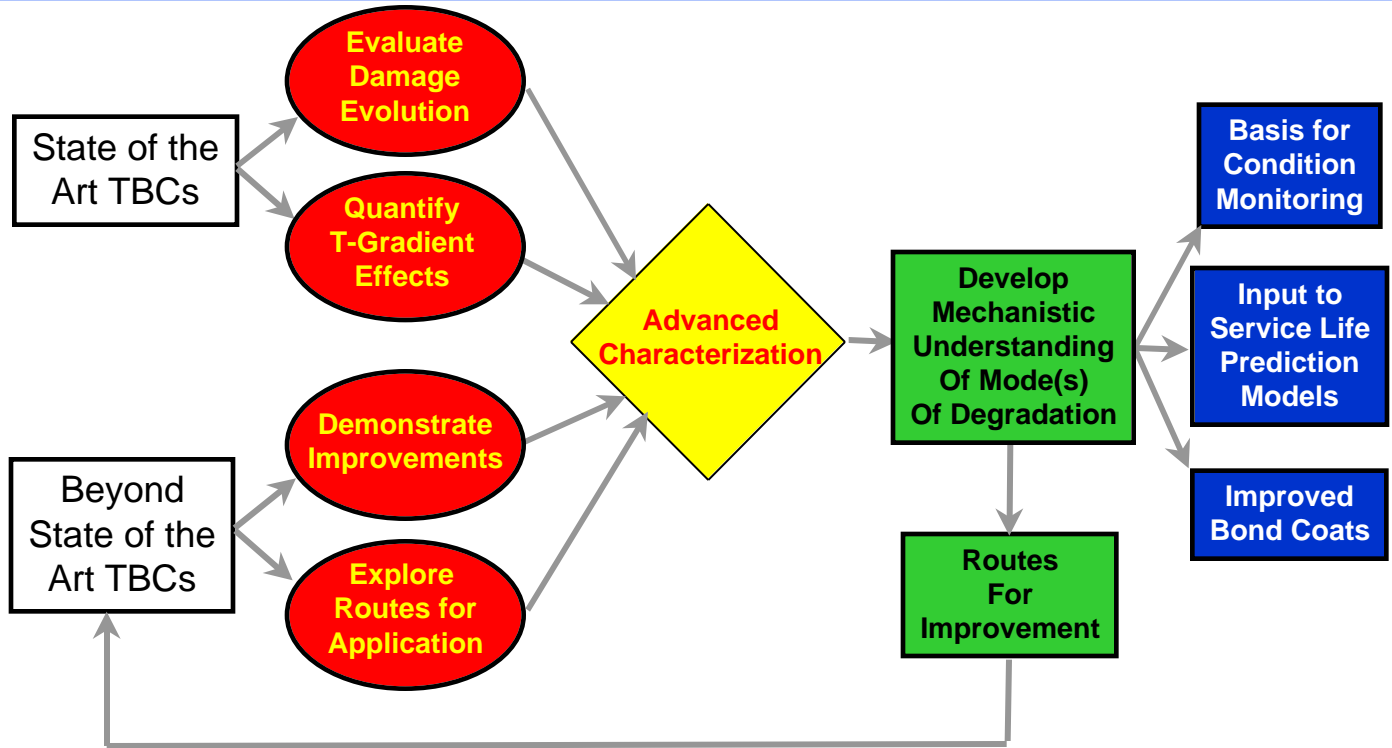 Evaluate
Damage
Evolution
State of the
Art TBCs
Quantify
T-Gradient
Effects
Advanced
Characterization
Demonstrate
Improvements
Beyond
State of the
Art TBCs
Explore
Routes for
Application
Develop
Mechanistic
Understanding
Of Mode(s)
Of Degradation
Routes
For
Improvement
Basis for
Condition
Monitoring
Input to
Service Life
Prediction
Models
Improved
Bond Coats